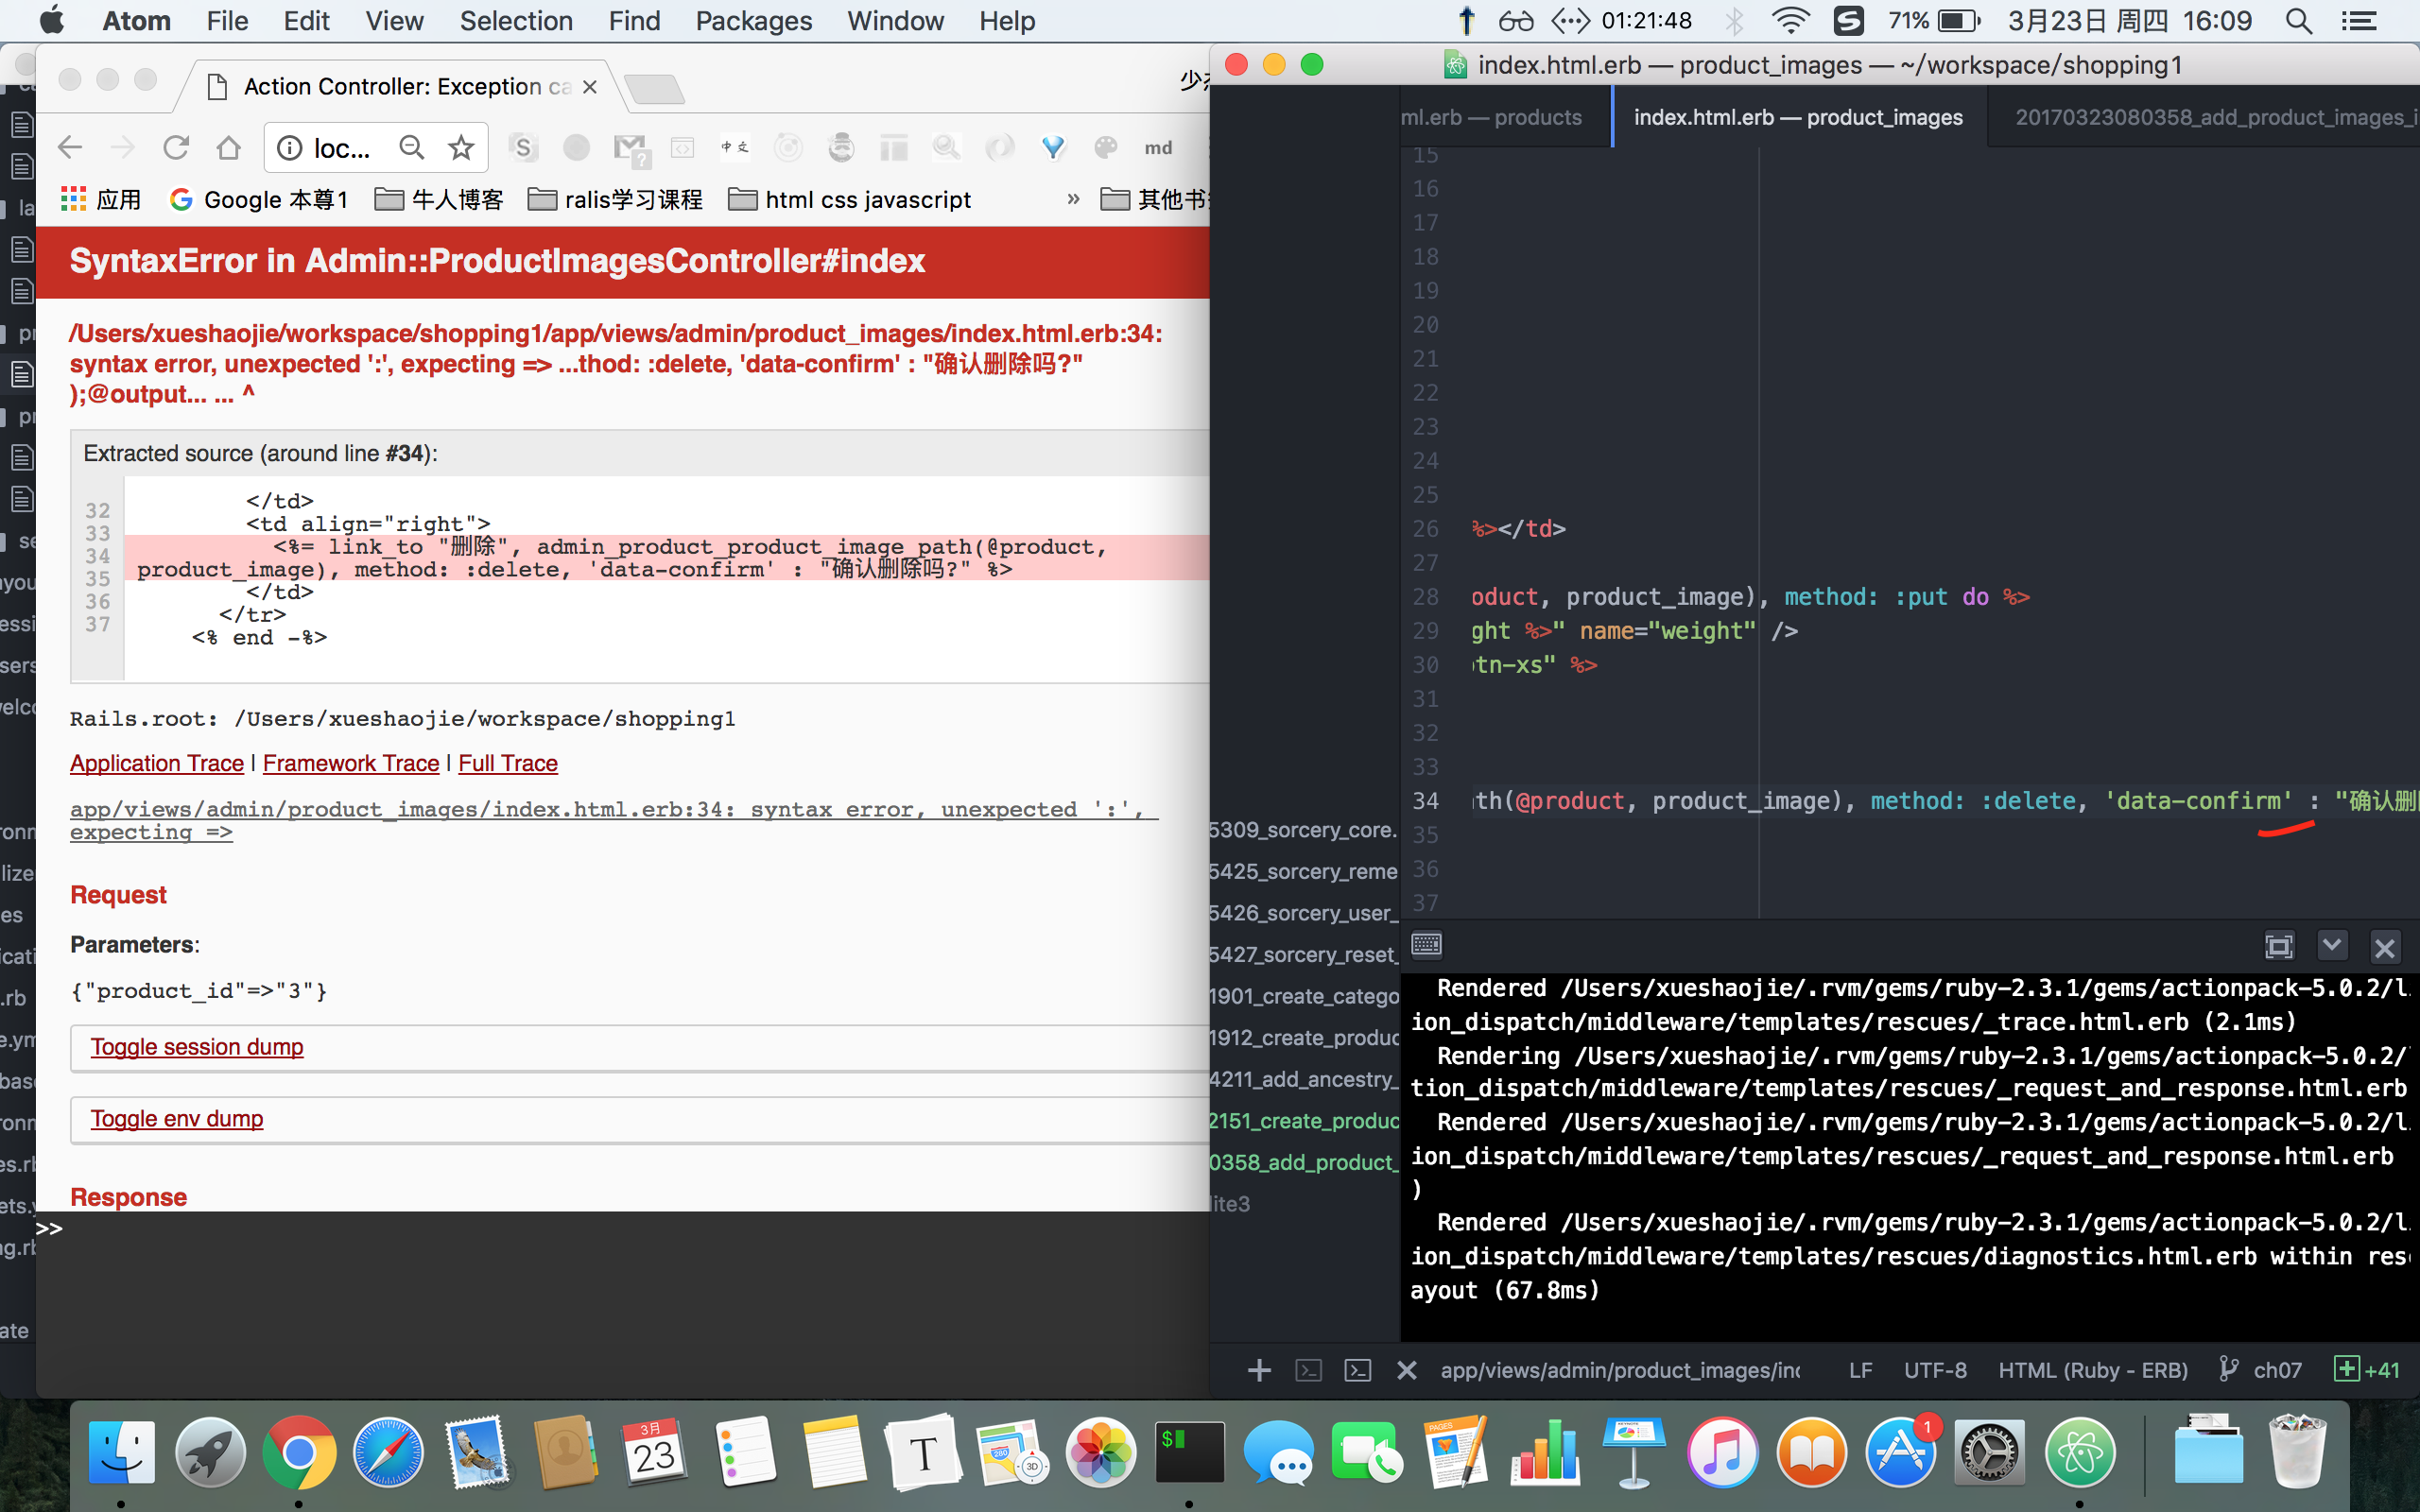 Atom File Edit View Selection Find Packages Window Help 01:21:48 71% 3月23日 周四 16:09
Action Controller: Exception ca
loc...
中文
md
应用 Google 本尊1 牛人博客 ralis学习课程 html css javascript » 其他书
SyntaxError in Admin::ProductImagesController#index
/Users/xueshaojie/workspace/shopping1/app/views/admin/product_images/index.html.erb:34:
syntax error, unexpected ':', expecting => ...thod: :delete, 'data-confirm' : "确认删除吗?"
);@output... ... ^
Extracted source (around line #34):
32
33
34
35
36
37
</td>
<td align="right">
<%= link_to "删除", admin_product_product_image_path(@product,
product_image), method: :delete, 'data-confirm' : "确认删除吗?" %>
</td>
</tr>
<% end -%>
Rails.root: /Users/xueshaojie/workspace/shopping1
Application Trace | Framework Trace | Full Trace
app/views/admin/product_images/index.html.erb:34: syntax error, unexpected ':',
expecting =>
Request
Parameters:
{"product_id"=>"3"}
Toggle session dump
Toggle env dump
Response
>>
index.html.erb — product_images — ~/workspace/shopping1
ml.erb — products index.html.erb — product_images 20170323080358_add_product_images_i
15
16
17
18
19
20
21
22
23
24
25
26 %></td>
27
28 oduct, product_image), method: :put do %>
29 ght %>" name="weight" />
30 tn-xs" %>
31
32
33
34 th(@product, product_image), method: :delete, 'data-confirm' : "确认删
35
36
37
5309_sorcery_core.
5425_sorcery_reme
5426_sorcery_user_
5427_sorcery_reset_
1901_create_catego
1912_create_produc
4211_add_ancestry_
2151_create_produc
0358_add_product_
lite3
Rendered /Users/xueshaojie/.rvm/gems/ruby-2.3.1/gems/actionpack-5.0.2/l
ion_dispatch/middleware/templates/rescues/_trace.html.erb (2.1ms)
Rendering /Users/xueshaojie/.rvm/gems/ruby-2.3.1/gems/actionpack-5.0.2/
tion_dispatch/middleware/templates/rescues/_request_and_response.html.erb
Rendered /Users/xueshaojie/.rvm/gems/ruby-2.3.1/gems/actionpack-5.0.2/l
ion_dispatch/middleware/templates/rescues/_request_and_response.html.erb
)
Rendered /Users/xueshaojie/.rvm/gems/ruby-2.3.1/gems/actionpack-5.0.2/l
ion_dispatch/middleware/templates/rescues/diagnostics.html.erb within res
ayout (67.8ms)
app/views/admin/product_images/ind LF UTF-8 HTML (Ruby - ERB) ch07 +41
3月
23
280
3D
PAGES
1